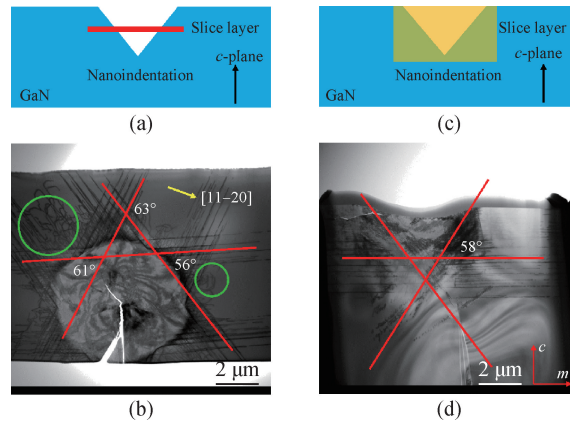 Slice layer
c-plane
Nanoindentation
GaN
(a)
Slice layer
c-plane
Nanoindentation
GaN
(c)
[11–20]
63°
61°
56°
2 μm
(b)
58°
c
2 μm
m
(d)